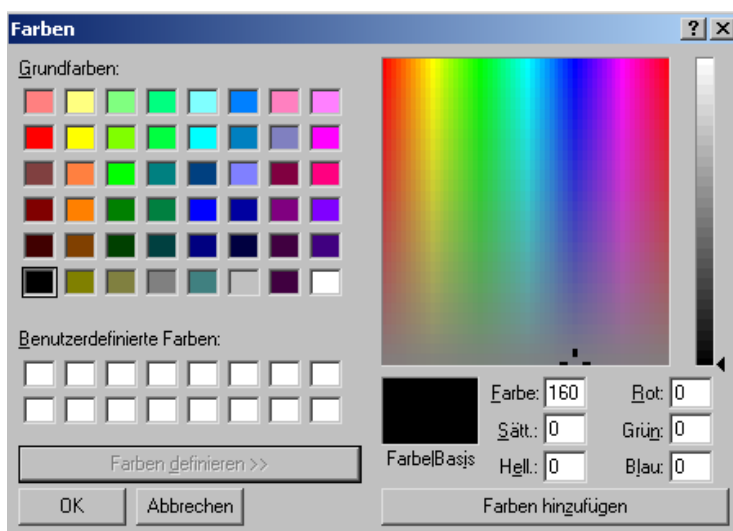 Farben
Grundfarben:
Benutzerdefinierte Farben:
Farben definieren >>
OK
Abbrechen
Farbe|Basis
Farbe: 160
Sätt.: 0
Hell.: 0
Rot: 0
Grün: 0
Blau: 0
Farben hinzufügen